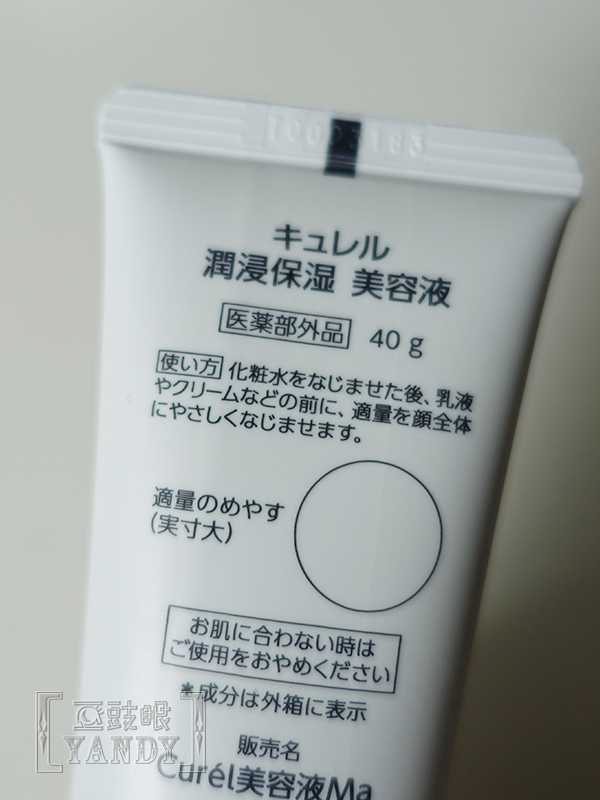 T0003183
キュレル
潤浸保湿 美容液
医薬部外品 40 g
使い方 化粧水をなじませた後、乳液
やクリームなどの前に、適量を顔全体
にやさしくなじませます。
適量のめやす
(実寸大)
お肌に合わない時は
ご使用をおやめください
*成分は外箱に表示
販売名
Curél美容液Ma
豆豉眼
YANDY